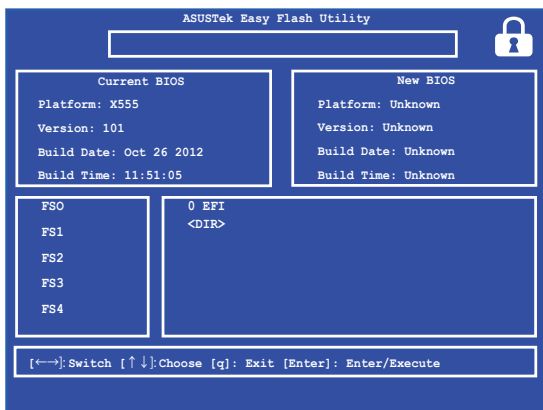 ASUSTek Easy Flash Utility
Current BIOS
Platform: X555
Version: 101
Build Date: Oct 26 2012
Build Time: 11:51:05
New BIOS
Platform: Unknown
Version: Unknown
Build Date: Unknown
Build Time: Unknown
FSO
FS1
FS2
FS3
FS4
0 EFI
<DIR>
[←→]: Switch [↑↓]: Choose [q]: Exit [Enter]: Enter/Execute